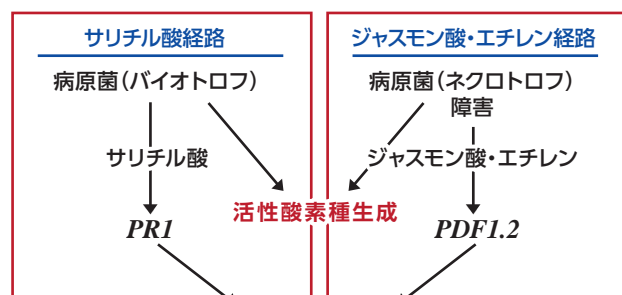 サリチル酸経路
病原菌(バイオトロフ)
サリチル酸
PR1
ジャスモン酸・エチレン経路
病原菌(ネクロトロフ)
障害
ジャスモン酸・エチレン
PDF1.2
活性酸素種生成